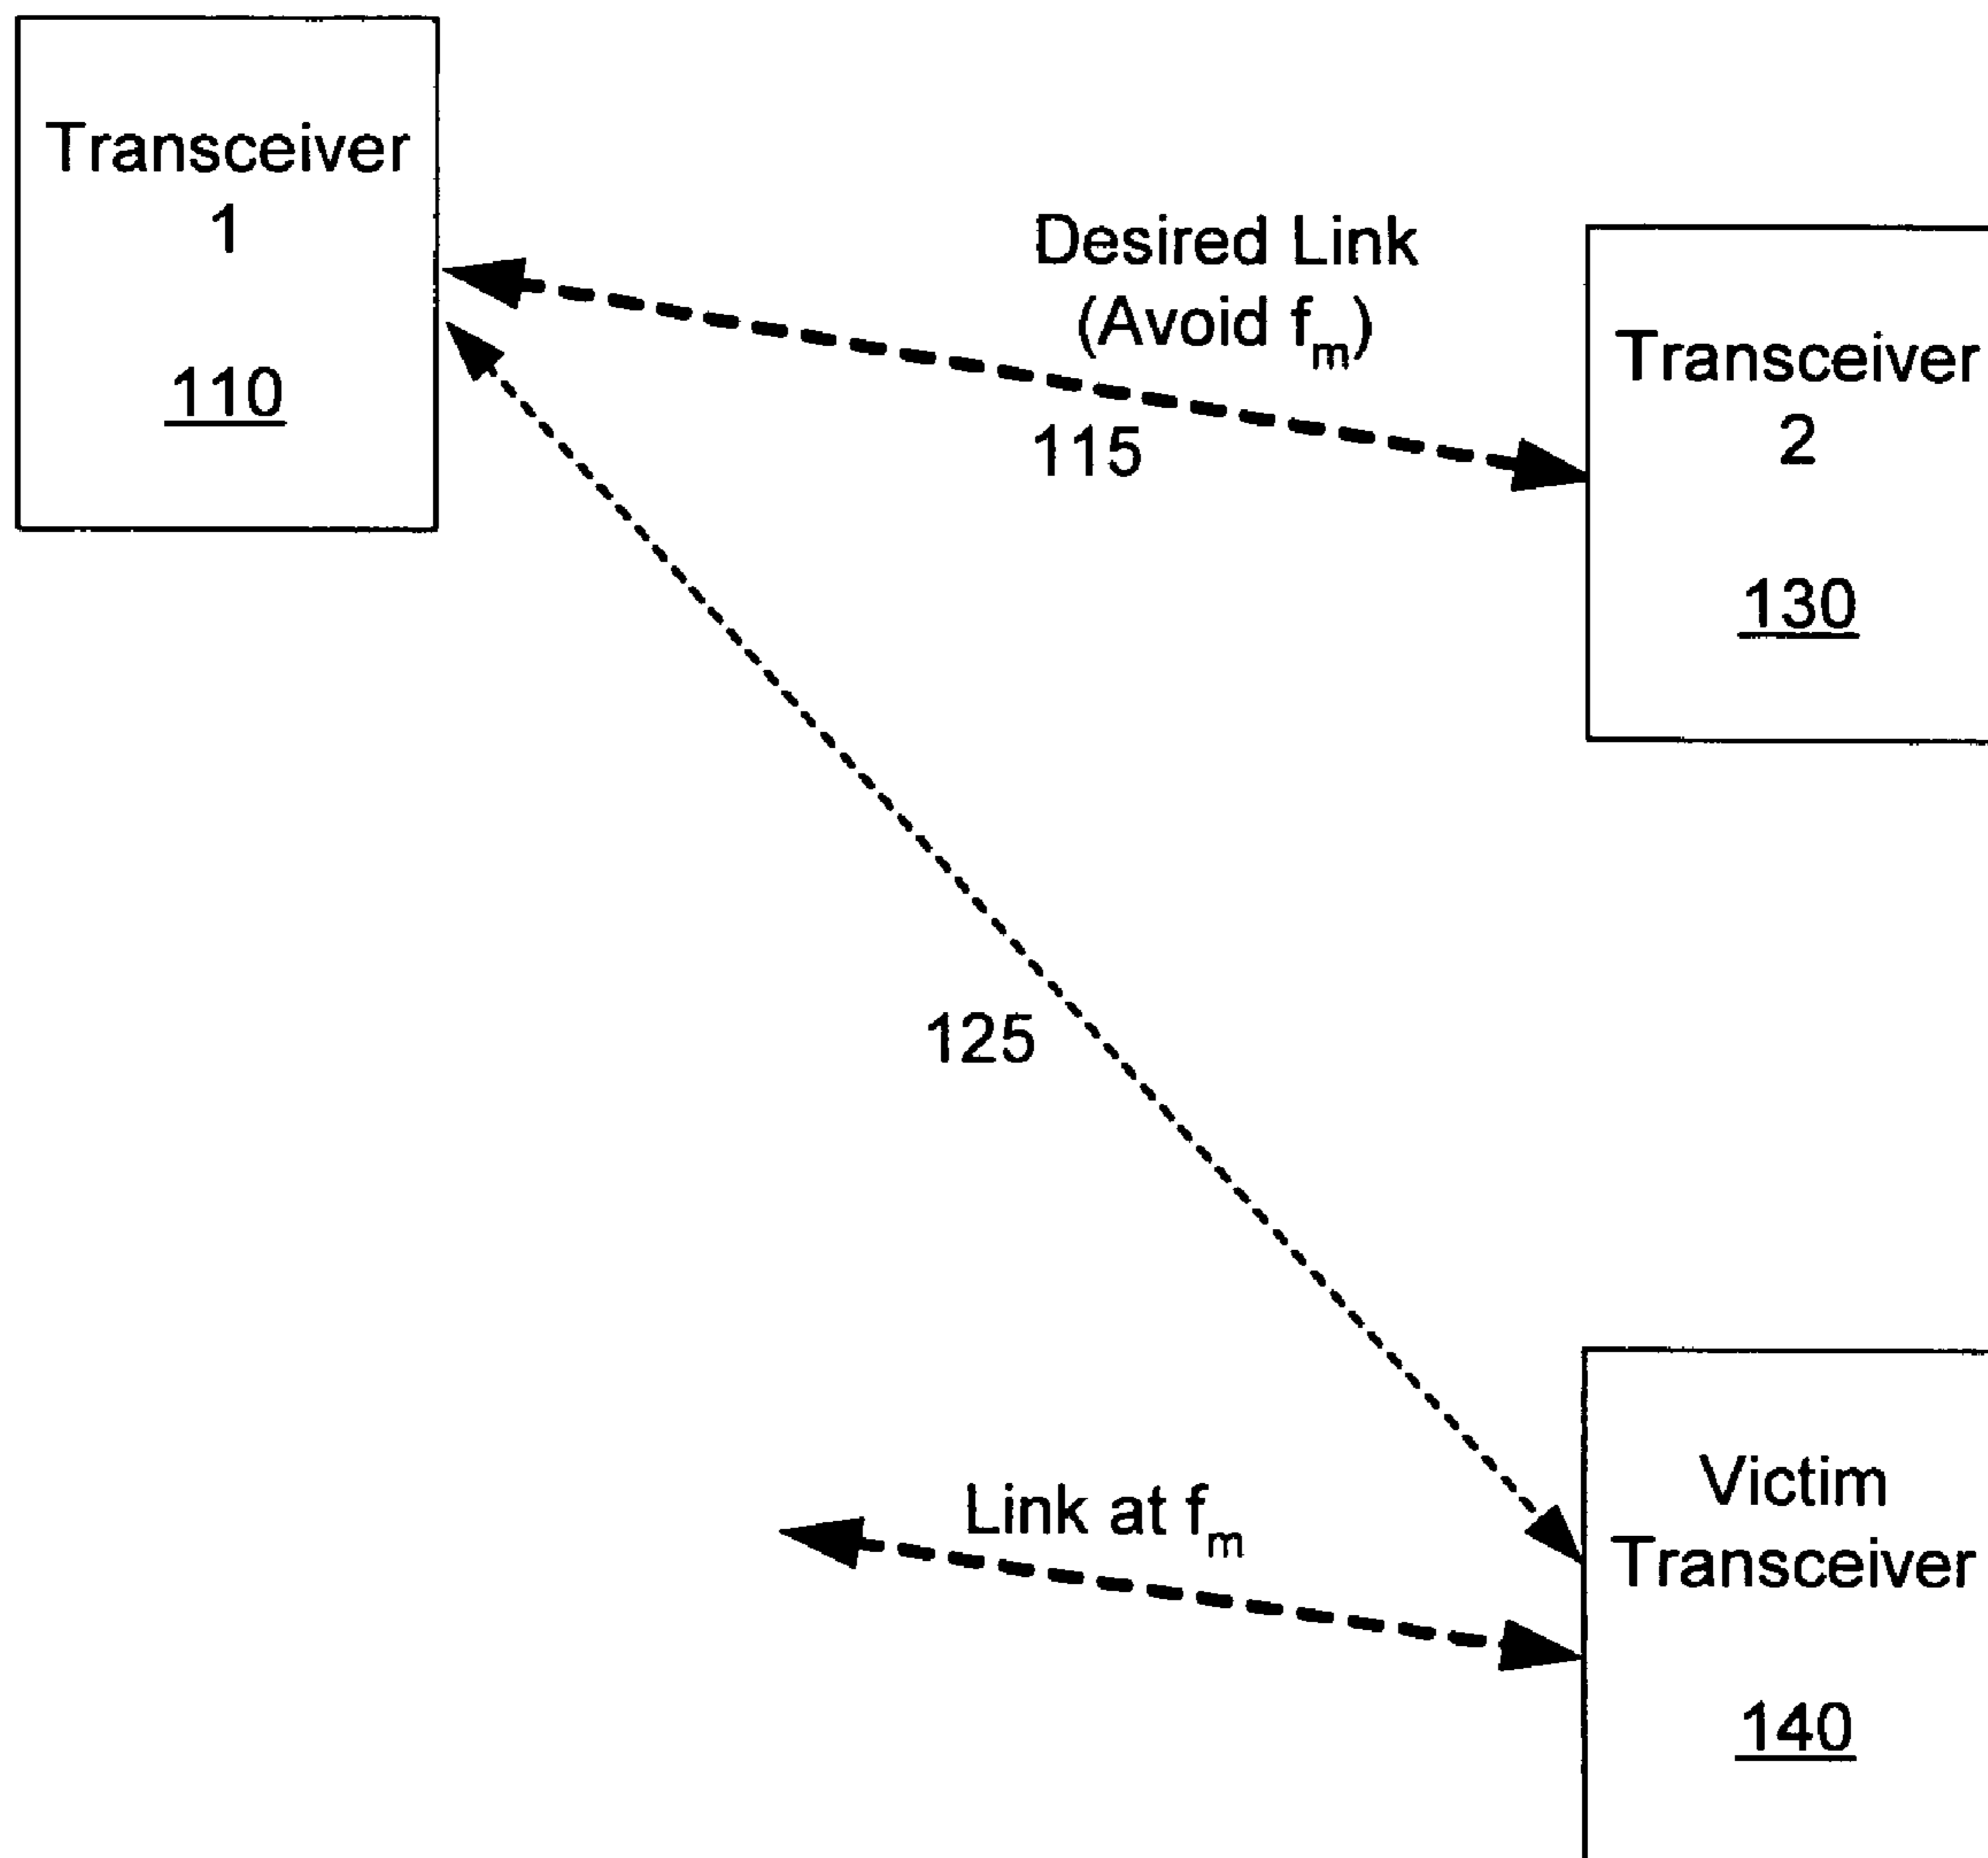 Transceiver
1
110
Desired Link
(Avoid fm)
115
Transceiver
2
130
125
Link at fm
Victim
Transceiver
140